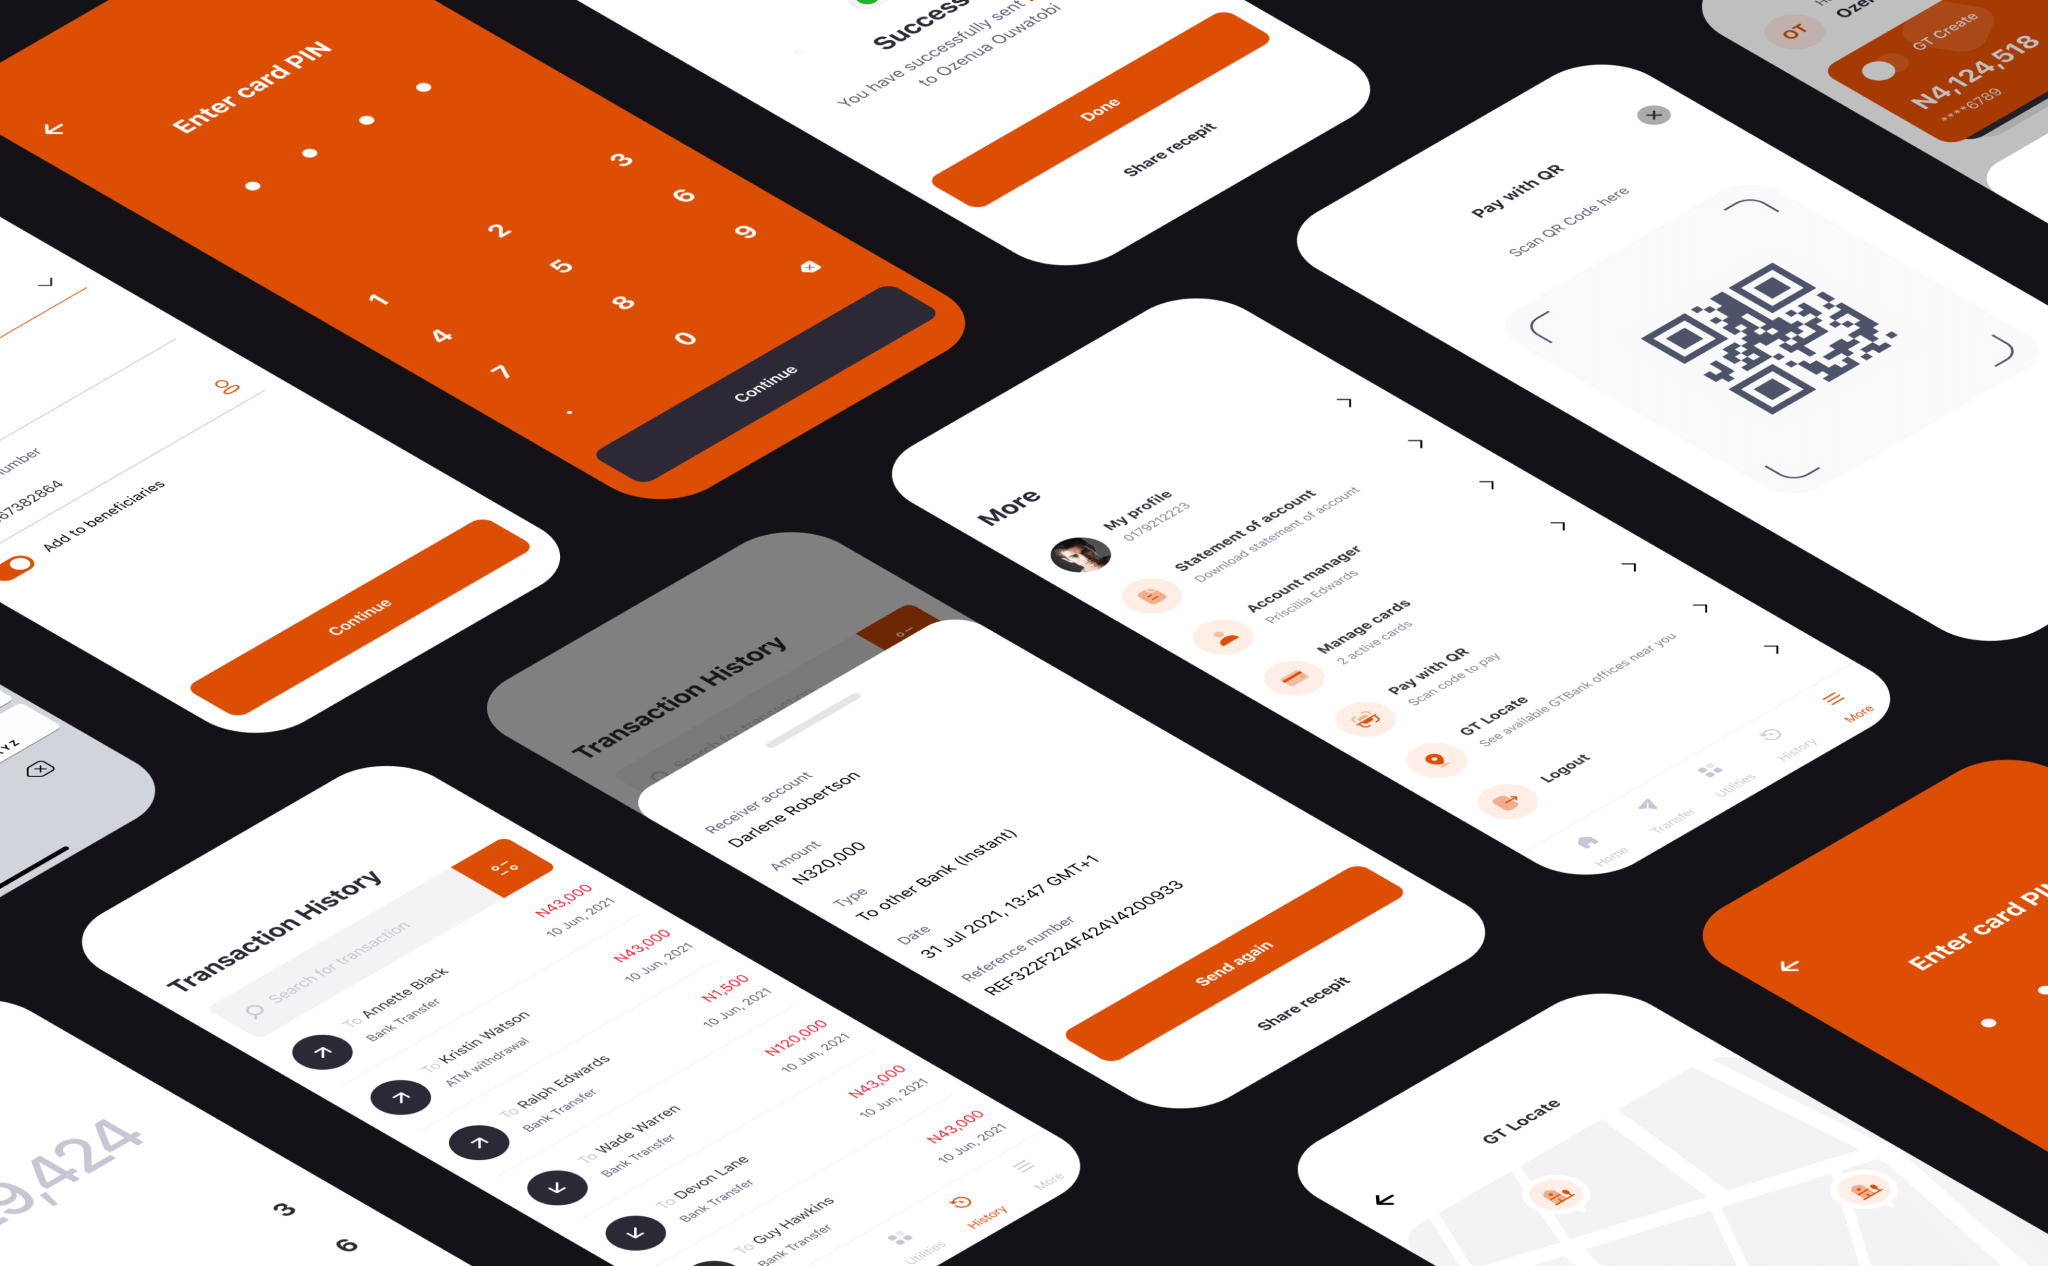 Enter card PIN
1
2
3
4
5
6
7
8
9
.
0
Continue
Success
You have successfully sent
to Ozenua Ouwatobi
Done
Share recepit
OT
GT Create
N4,124,518
****6789
Pay with QR
Scan QR Code here
67382864
Add to beneficiaries
Continue
More
My profile
0179212223
Statement of account
Download statement of account
Account manager
Priscillia Edwards
Manage cards
2 active cards
Pay with QR
Scan code to pay
GT Locate
See available GTBank offices near you
Logout
Home
Transfer
Utilities
History
More
Transaction History
Search for transaction
Receiver account
Darlene Robertson
Amount
N320,000
Type
To other Bank (Instant)
Date
31 Jul 2021, 13:47 GMT+1
Reference number
REF322F224F424V4200933
Send again
Share recepit
Transaction History
Search for transaction
To Annette Black
N43,000
Bank Transfer
10 Jun, 2021
To Kristin Watson
N43,000
ATM withdrawal
10 Jun, 2021
To Ralph Edwards
N1,500
Bank Transfer
10 Jun, 2021
To Wade Warren
N120,000
Bank Transfer
10 Jun, 2021
To Devon Lane
N43,000
Bank Transfer
10 Jun, 2021
To Guy Hawkins
N43,000
Bank Transfer
10 Jun, 2021
Utilities
History
More
9,424
3
6
Enter card PIN
GT Locate